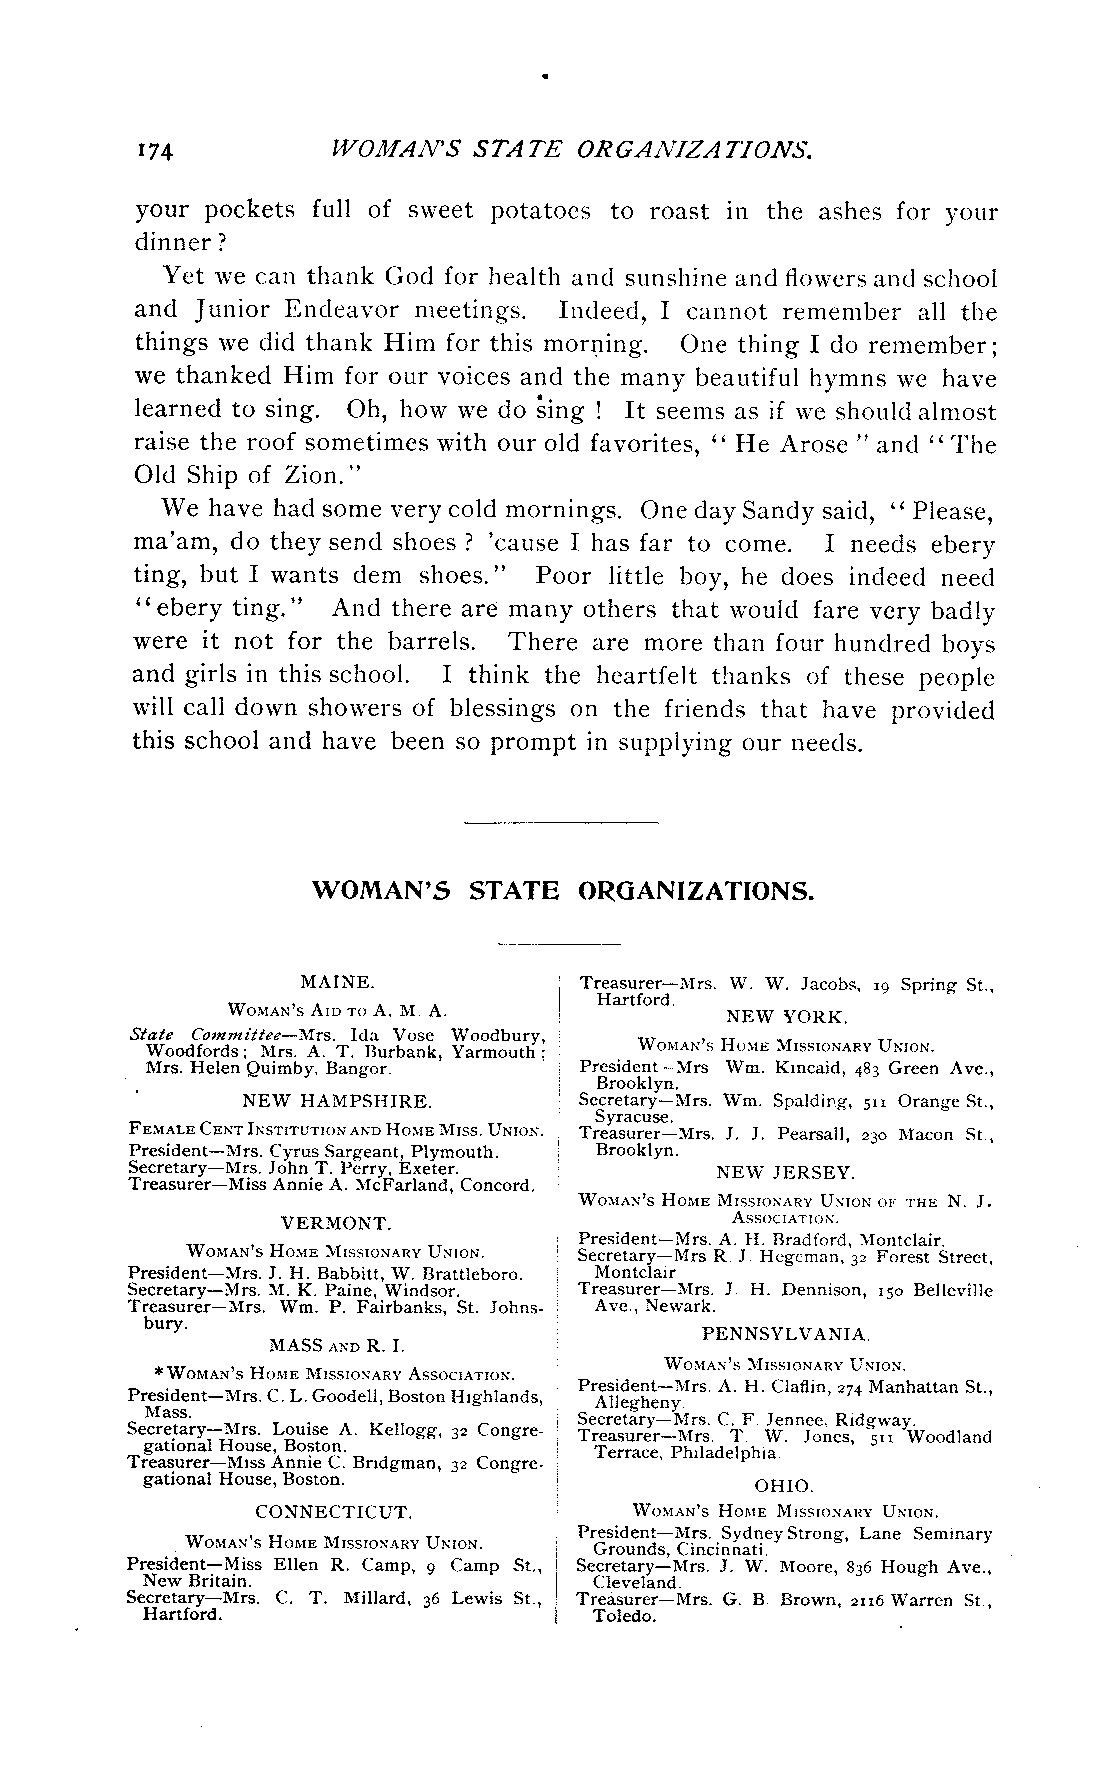 174 WOMAN'S STATE ORGANIZATIONS.
your pockets full of sweet potatoes to roast in the ashes for your
dinner?
Yet we can thank God for health and sunshine and flowers and school
and Junior Endeavor meetings. Indeed, I cannot remember all the
things we did thank Him for this morning. One thing I do remember;
we thanked Him for our voices and the many beautiful hymns we have
learned to sing. Oh, how we do sing! It seems as if we should almost
raise the roof sometimes with our old favorites, "He Arose" and "The
Old Ship of Zion."
We have had some very cold mornings. One day Sandy said, "Please,
ma'am, do they send shoes? 'cause I has far to come. I needs ebery
ting, but I wants dem shoes." Poor little boy, he does indeed need
"ebery ting." And there are many others that would fare very badly
were it not for the barrels. There are more than four hundred boys
and girls in this school. I think the heartfelt thanks of these people
will call down showers of blessings on the friends that have provided
this school and have been so prompt in supplying our needs.
WOMAN'S STATE ORGANIZATIONS.
MAINE.
WOMAN'S AID TO A. M. A.
State Committee—Mrs. Ida Vose Woodbury,
Woodfords; Mrs. A. T. Burbank, Yarmouth;
Mrs. Helen Quimby, Bangor.
NEW HAMPSHIRE.
FEMALE CENT INSTITUTION AND HOME MISS. UNION.
President—Mrs. Cyrus Sargeant, Plymouth.
Secretary—Mrs. John T. Perry, Exeter.
Treasurer—Miss Annie A. McFarland, Concord.
VERMONT.
WOMAN'S HOME MISSIONARY UNION.
President—Mrs. J. H. Babbitt, W. Brattleboro.
Secretary—Mrs. M. K. Paine, Windsor.
Treasurer—Mrs. Wm. P. Fairbanks, St. Johns-
bury.
MASS AND R. I.
*WOMAN'S HOME MISSIONARY ASSOCIATION.
President—Mrs. C. L. Goodell, Boston Highlands,
Mass.
Secretary—Mrs. Louise A. Kellogg, 32 Congre-
gational House, Boston.
Treasurer—Miss Annie C. Bridgman, 32 Congre-
gational House, Boston.
CONNECTICUT.
WOMAN'S HOME MISSIONARY UNION.
President—Miss Ellen R. Camp, 9 Camp St.,
New Britain.
Secretary—Mrs. C. T. Millard, 36 Lewis St.,
Hartford.
Treasurer—Mrs. W. W. Jacobs, 19 Spring St.,
Hartford.
NEW YORK.
WOMAN'S HOME MISSIONARY UNION.
President—Mrs Wm. Kincaid, 483 Green Ave.,
Brooklyn.
Secretary—Mrs. Wm. Spalding, 511 Orange St.,
Syracuse.
Treasurer—Mrs. J. J. Pearsall, 230 Macon St.,
Brooklyn.
NEW JERSEY.
WOMAN'S HOME MISSIONARY UNION OF THE N. J.
ASSOCIATION.
President—Mrs. A. H. Bradford, Montclair.
Secretary—Mrs R. J. Hegeman, 32 Forest Street,
Montclair
Treasurer—Mrs. J. H. Dennison, 150 Belleville
Ave., Newark.
PENNSYLVANIA.
WOMAN'S MISSIONARY UNION.
President—Mrs. A. H. Claflin, 274 Manhattan St.,
Allegheny.
Secretary—Mrs. C. F. Jennee, Ridgway.
Treasurer—Mrs. T. W. Jones, 511 Woodland
Terrace, Philadelphia.
OHIO.
WOMAN'S HOME MISSIONARY UNION.
President—Mrs. Sydney Strong, Lane Seminary
Grounds, Cincinnati.
Secretary—Mrs. J. W. Moore, 836 Hough Ave.,
Cleveland.
Treasurer—Mrs. G. B. Brown, 2116 Warren St.,
Toledo.